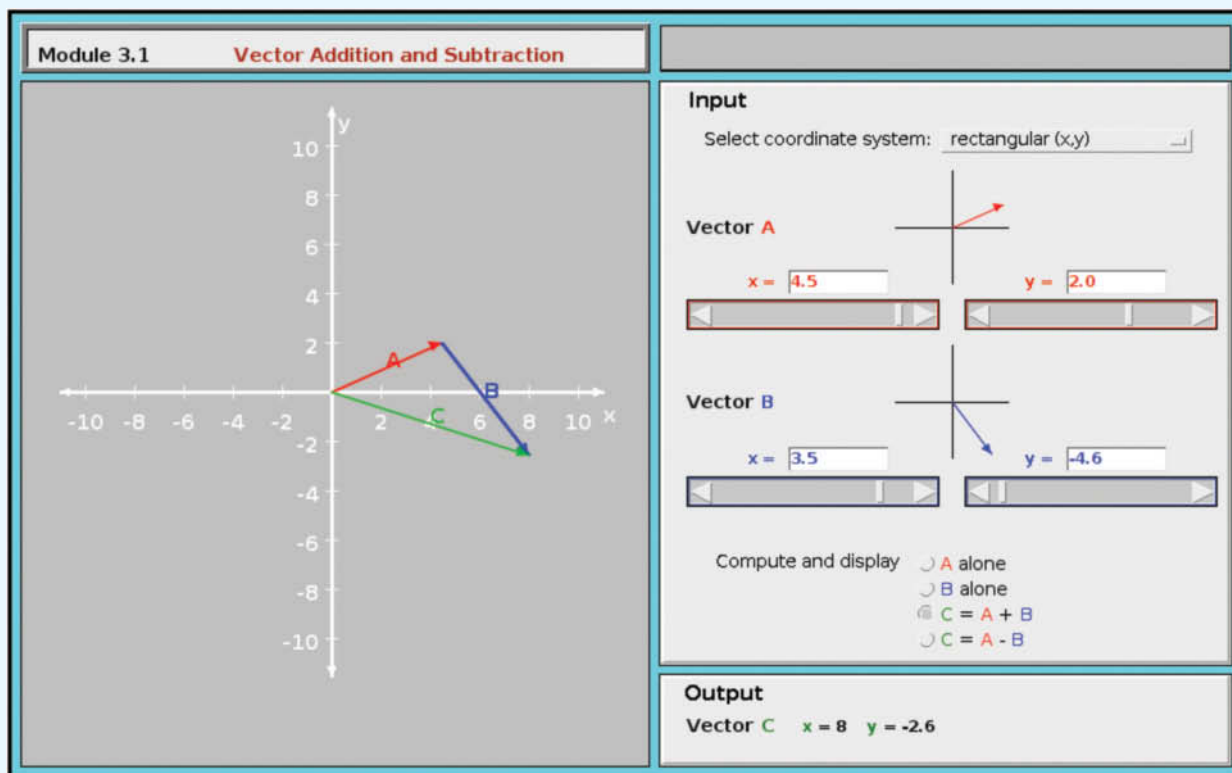 Module 3.1 Vector Addition and Subtraction
y
10
8
6
4
2
A
B
-10 -8 -6 -4 -2 2 4 6 8 10 x
C
-2
-4
-6
-8
-10
Input
Select coordinate system: rectangular (x,y)
Vector A
x = 4.5 y = 2.0
Vector B
x = 3.5 y = -4.6
Compute and display
A alone
B alone
C = A + B
C = A - B
Output
Vector C x = 8 y = -2.6